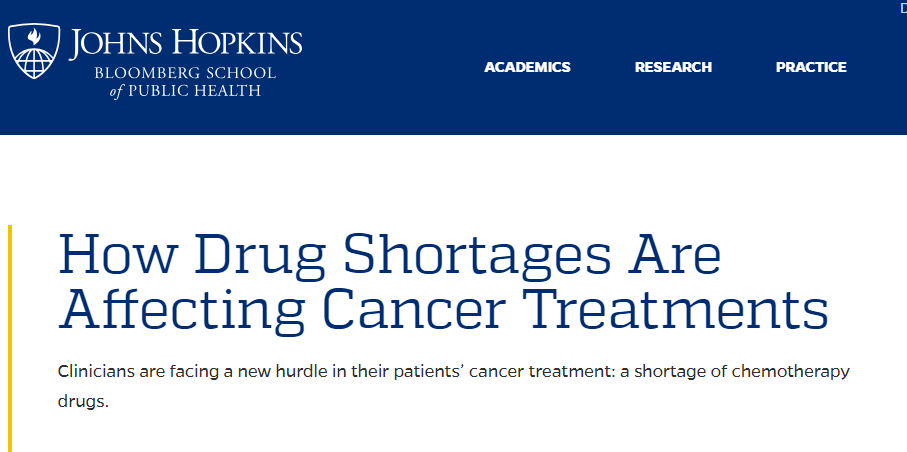 JOHNS HOPKINS
BLOOMBERG SCHOOL
of PUBLIC HEALTH
ACADEMICS
RESEARCH
PRACTICE
How Drug Shortages Are
Affecting Cancer Treatments
Clinicians are facing a new hurdle in their patients’ cancer treatment: a shortage of chemotherapy
drugs.